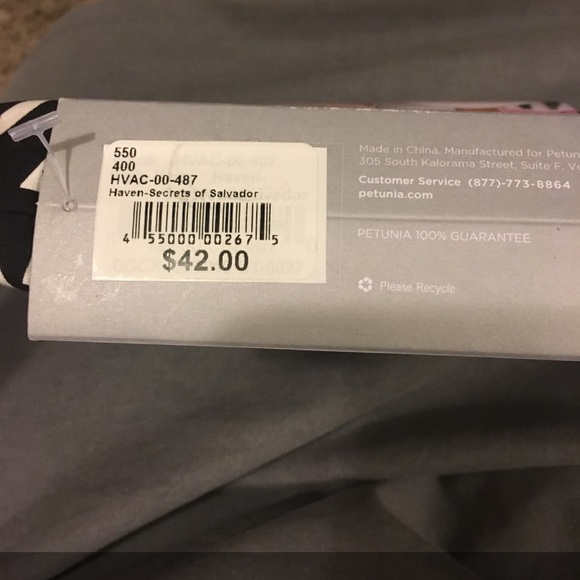 550
400
HVAC-00-487
Haven-Secrets of Salvador
4 55000 00267 5
$42.00
Made in China. Manufactured for Petun
305 South Kalorama Street, Suite F, Ve
Customer Service (877)-773-8864
petunia.com
PETUNIA 100% GUARANTEE
Please Recycle